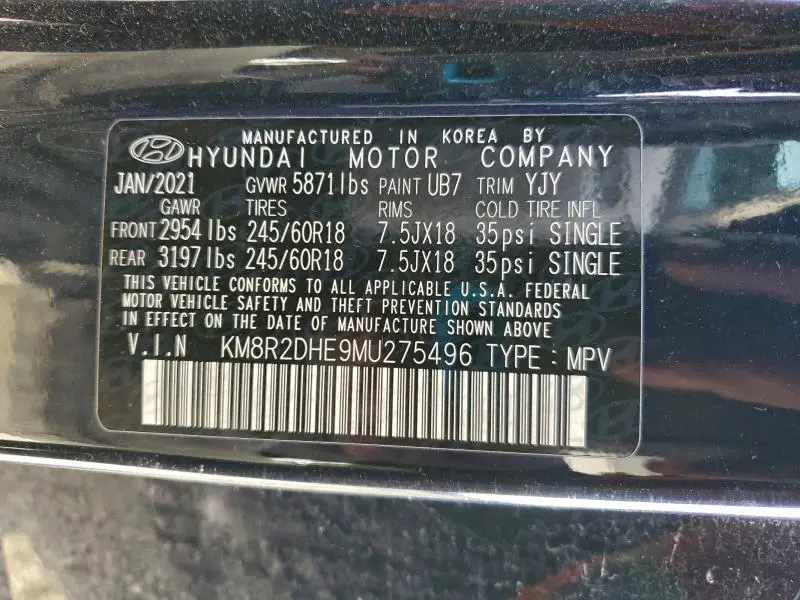 MANUFACTURED IN KOREA BY
HYUNDAI MOTOR COMPANY
JAN/2021 GVWR 5871lbs PAINT UB7 TRIM YJY
GAWR TIRES RIMS COLD TIRE INFL
FRONT 2954lbs 245/60R18 7.5JX18 35psi SINGLE
REAR 3197lbs 245/60R18 7.5JX18 35psi SINGLE
THIS VEHICLE CONFORMS TO ALL APPLICABLE U.S.A. FEDERAL
MOTOR VEHICLE SAFETY AND THEFT PREVENTION STANDARDS
IN EFFECT ON THE DATE OF MANUFACTURE SHOWN ABOVE
V.I.N KM8R2DHE9MU275496 TYPE : MPV